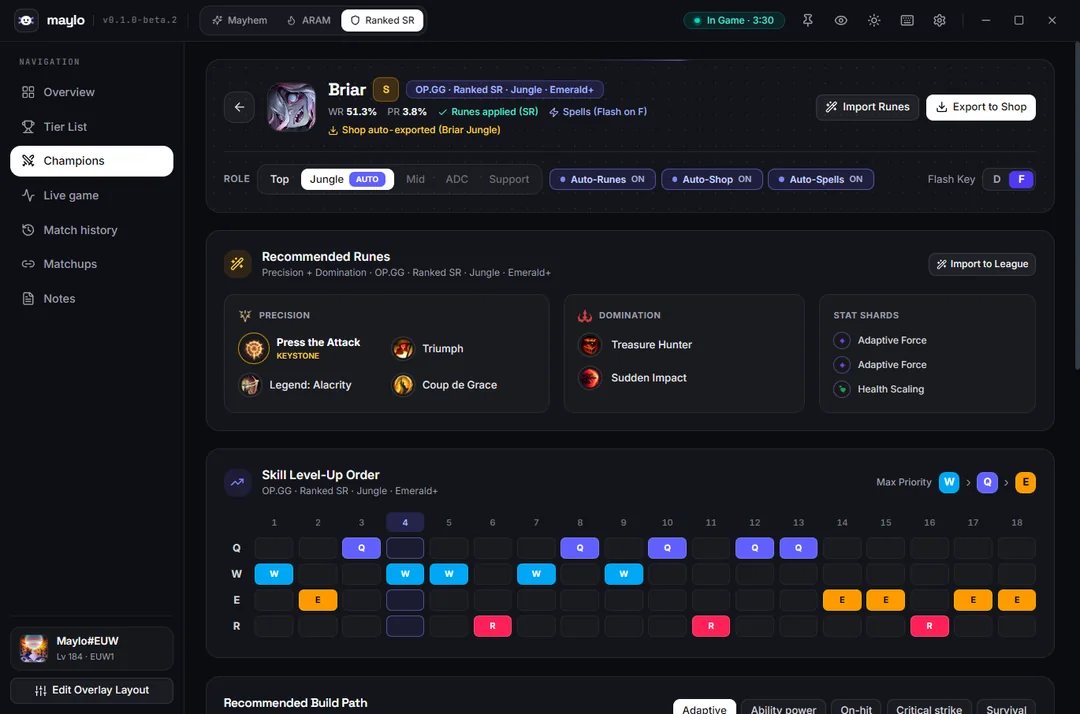 maylo v0.1.0-beta.2 Mayhem ARAM Ranked SR In Game · 3:30
NAVIGATION
Overview
Tier List
Champions
Live game
Match history
Matchups
Notes
Maylo#EUW
Lv 184 · EUW1
Edit Overlay Layout
Briar S OP.GG · Ranked SR · Jungle · Emerald+
WR 51.3% PR 3.8% Runes applied (SR) Spells (Flash on F)
Shop auto-exported (Briar Jungle)
Import Runes Export to Shop
ROLE Top Jungle AUTO Mid ADC Support Auto-Runes ON Auto-Shop ON Auto-Spells ON Flash Key D F
Recommended Runes
Precision + Domination · OP.GG · Ranked SR · Jungle · Emerald+
Import to League
PRECISION
Press the Attack
KEYSTONE
Triumph
Legend: Alacrity
Coup de Grace
DOMINATION
Treasure Hunter
Sudden Impact
STAT SHARDS
Adaptive Force
Adaptive Force
Health Scaling
Skill Level-Up Order
OP.GG · Ranked SR · Jungle · Emerald+
Max Priority W › Q › E
1 2 3 4 5 6 7 8 9 10 11 12 13 14 15 16 17 18
Q Q Q Q Q Q
W W W W W W
E E E E E E
R R R R
Recommended Build Path
Adaptive Ability power On-hit Critical strike Survival